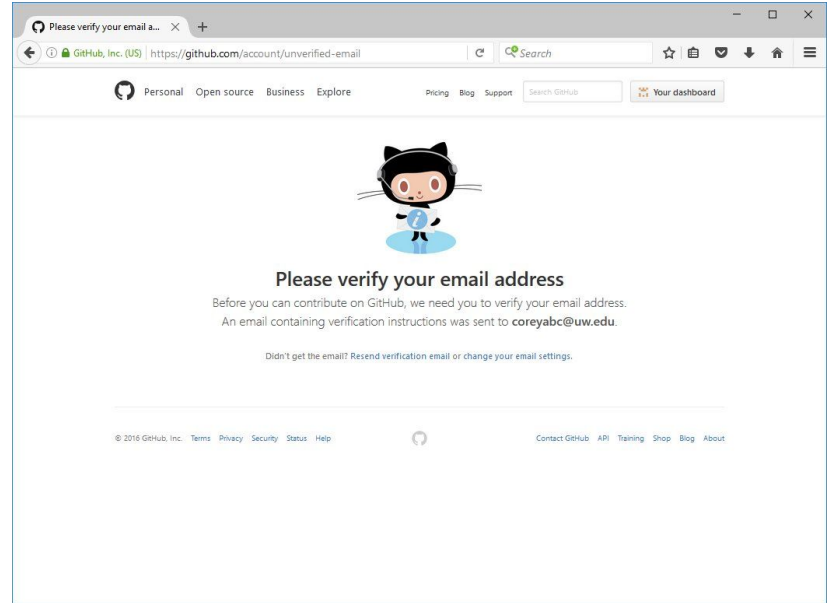 Please verify your email a...
GitHub, Inc. (US) https://github.com/account/unverified-email Search
Personal Open source Business Explore Pricing Blog Support Search GitHub Your dashboard
i
Please verify your email address
Before you can contribute on GitHub, we need you to verify your email address.
An email containing verification instructions was sent to coreyabc@uw.edu.
Didn't get the email? Resend verification email or change your email settings.
© 2016 GitHub, Inc. Terms Privacy Security Status Help Contact GitHub API Training Shop Blog About